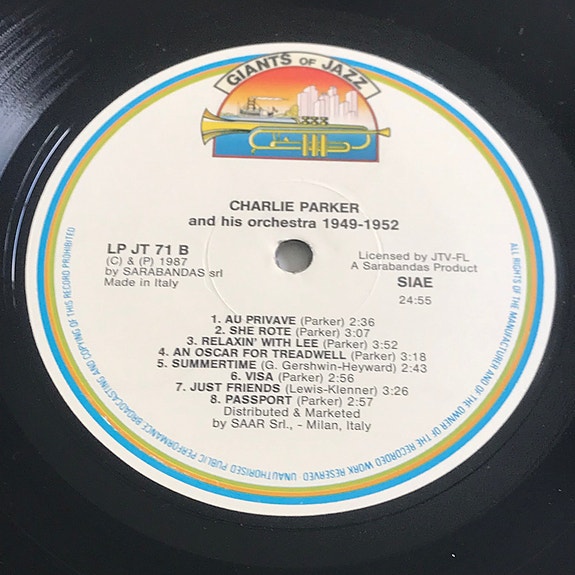 GIANTS OF JAZZ
CHARLIE PARKER
and his orchestra 1949-1952
LP JT 71 B
(C) & (P) 1987
by SARABANDAS srl
Made in Italy
Licensed by JTV-FL
A Sarabandas Product
SIAE
24:55
1. AU PRIVAVE (Parker) 2:36
2. SHE ROTE (Parker) 3:07
3. RELAXIN' WITH LEE (Parker) 3:52
4. AN OSCAR FOR TREADWELL (Parker) 3:18
5. SUMMERTIME (G. Gershwin-Heyward) 2:43
6. VISA (Parker) 2:56
7. JUST FRIENDS (Lewis-Klenner) 3:26
8. PASSPORT (Parker) 2:57
Distributed & Marketed
by SAAR Srl., - Milan, Italy
ALL RIGHTS OF THE MANUFACTURER AND OF THE OWNER OF THE RECORDED WORK RESERVED UNAUTHORISED PUBLIC PERFORMANCE BROADCASTING AND COPYING OF THIS RECORD PROHIBITED